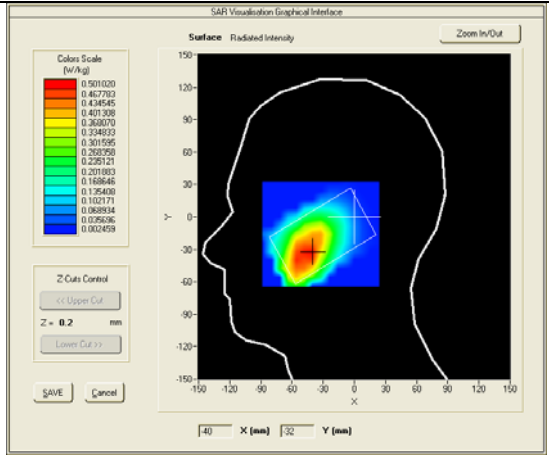 SAR Visualisation Graphical Interface
Surface Radiated Intensity
Zoom In/Out
Colors Scale
(W/kg)
0.501020
0.467783
0.434545
0.401308
0.368070
0.334833
0.301595
0.268358
0.235121
0.201883
0.168646
0.135408
0.102171
0.068934
0.035696
0.002459
Z-Cuts Control
<< Upper Cut
Z = 0.2 mm
Lower Cut >>
SAVE Cancel
150-
120-
90-
60-
30-
0-
-30-
-60-
-90-
-120-
-150-
Y
-150 -120 -90 -60 -30 0 30 60 90 120 150
X
-40 X (mm) -32 Y (mm)